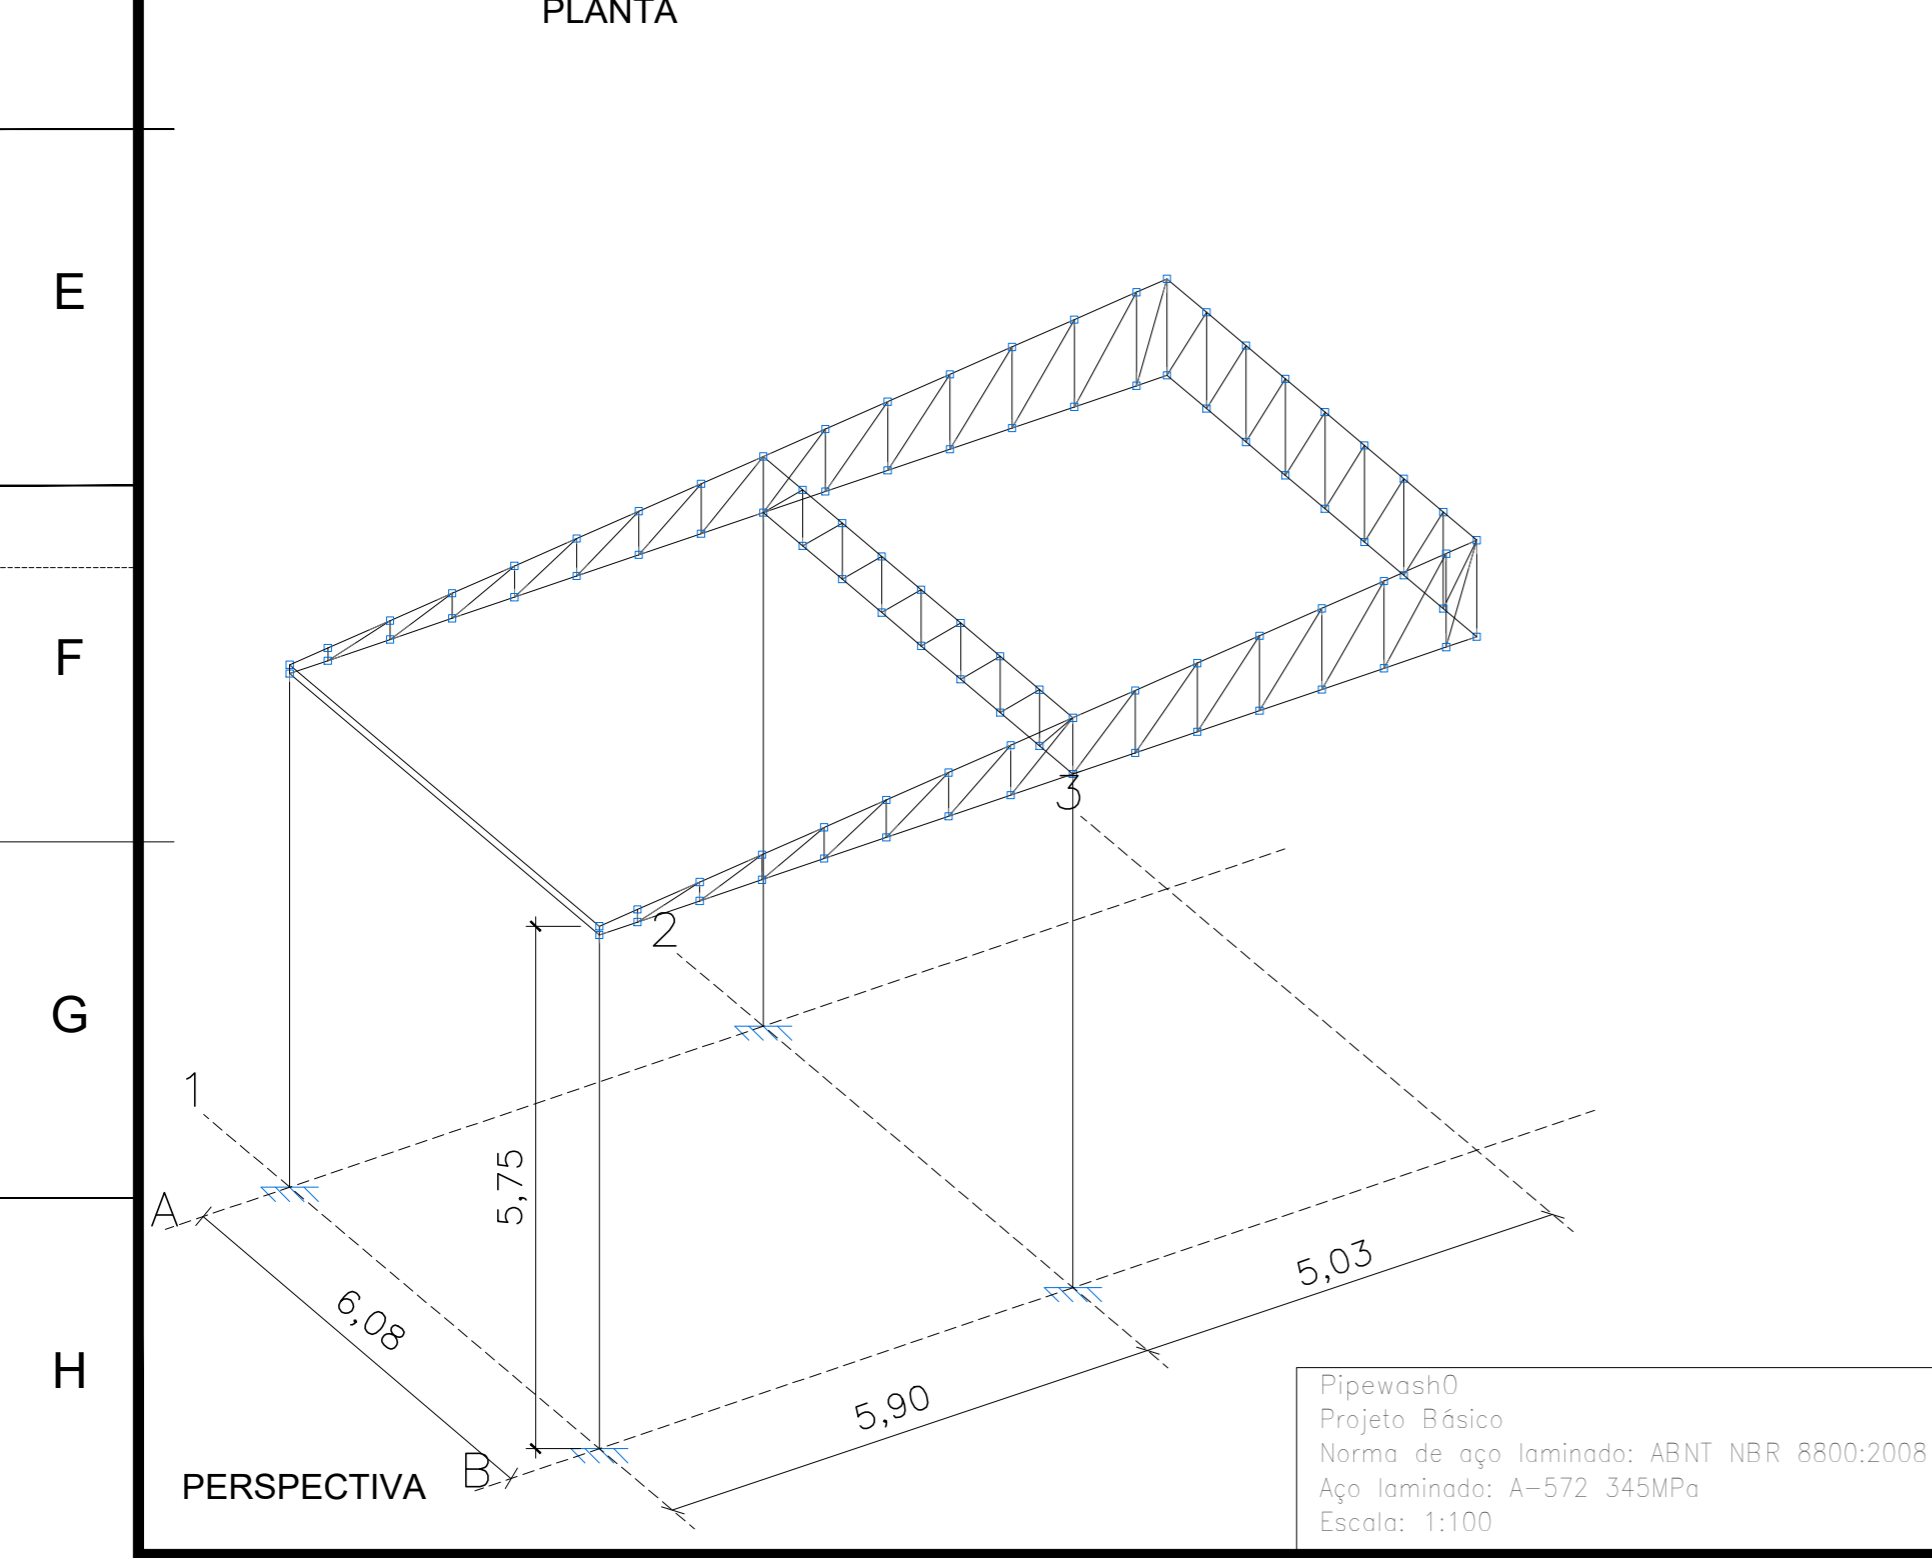 PLANTA
E
F
3
2
G
1
5,75
A
5,03
6,08
H
5,90
B
PERSPECTIVA
Pipewash0
Projeto Básico
Norma de aço laminado: ABNT NBR 8800:2008
Aço laminado: A-572 345MPa
Escala: 1:100